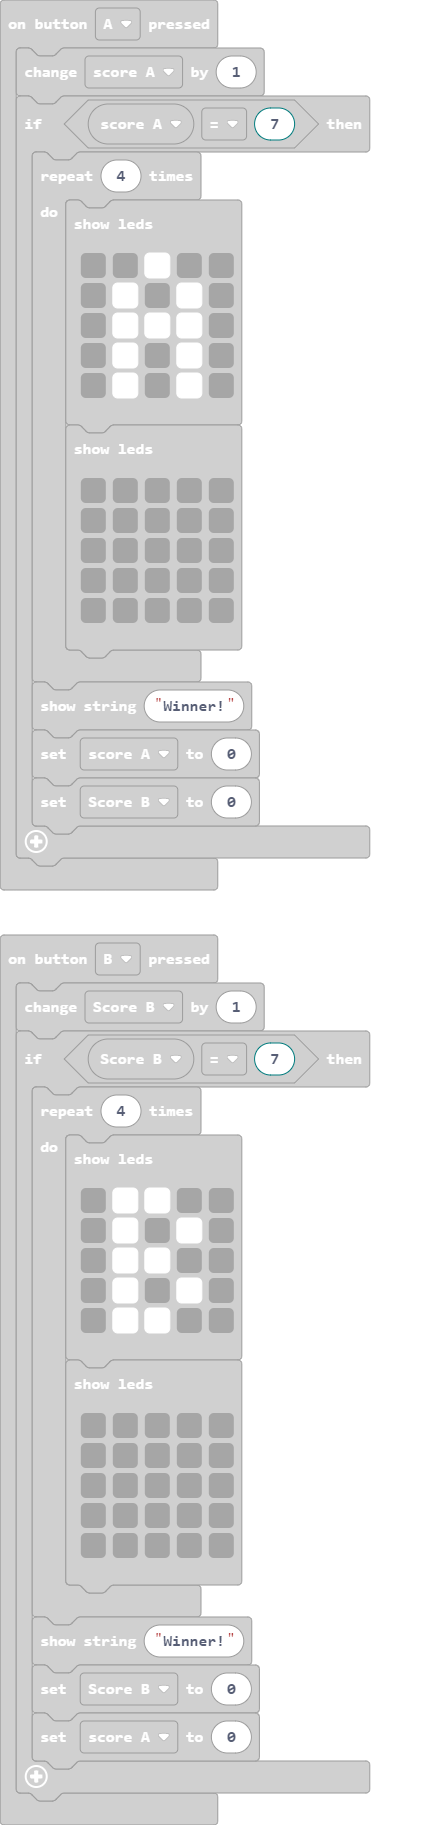 on button A pressed
change score A by 1
if score A = 7 then
repeat 4 times
do
show leds
show leds
show string "Winner!"
set score A to 0
set Score B to 0
on button B pressed
change Score B by 1
if Score B = 7 then
repeat 4 times
do
show leds
show leds
show string "Winner!"
set Score B to 0
set score A to 0